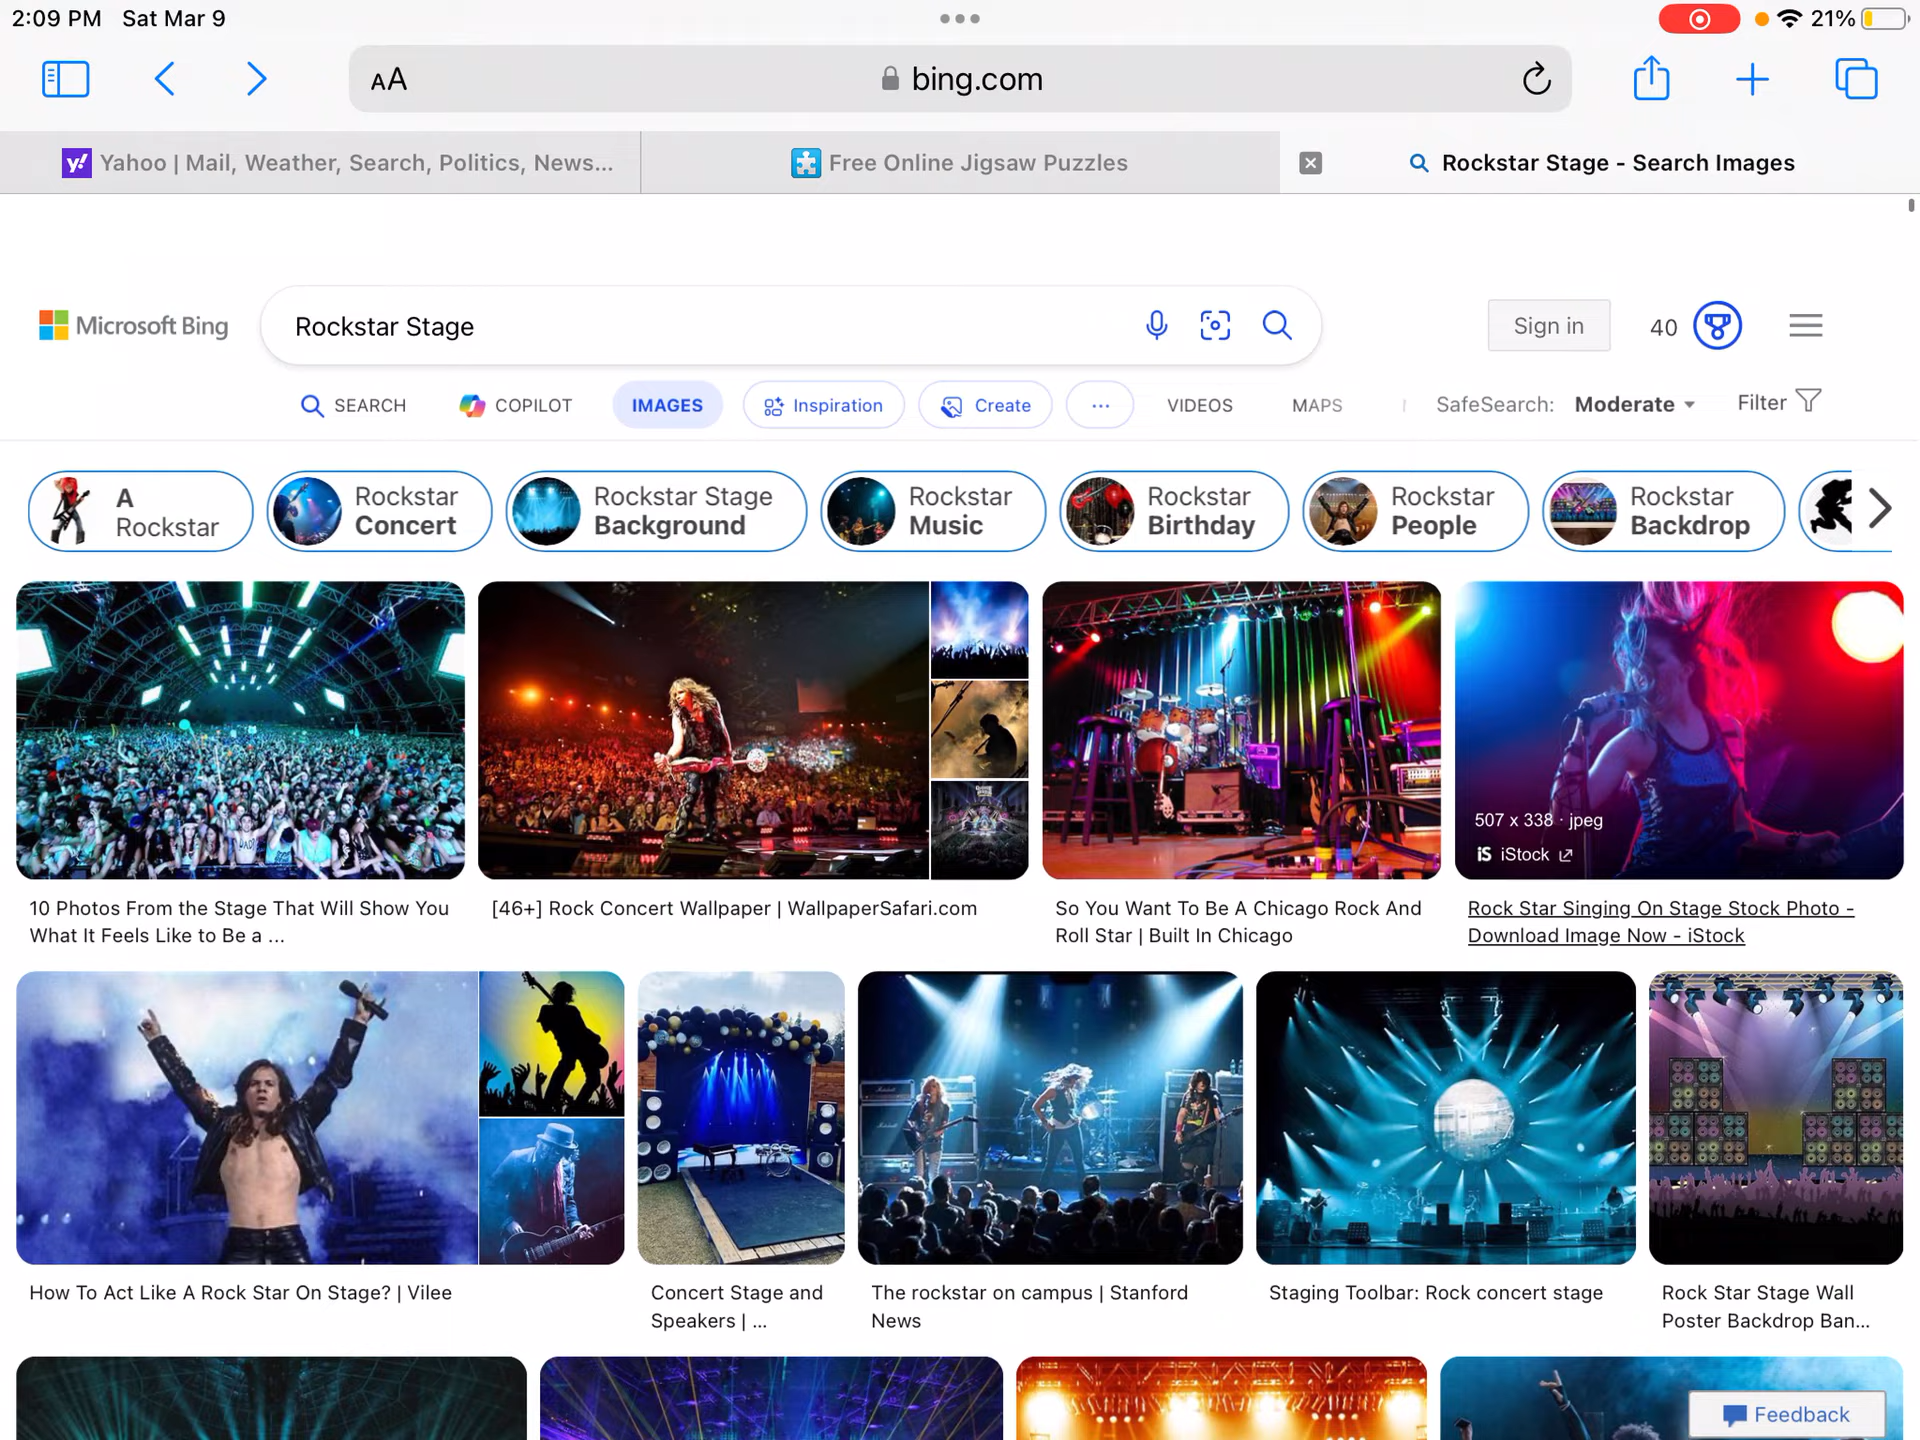 2:09 PM Sat Mar 9
21%
AA
bing.com
Yahoo | Mail, Weather, Search, Politics, News...
Free Online Jigsaw Puzzles
Rockstar Stage - Search Images
Microsoft Bing
Rockstar Stage
Sign in
40
SEARCH
COPILOT
IMAGES
Inspiration
Create
...
VIDEOS
MAPS
SafeSearch: Moderate
Filter
A
Rockstar
Rockstar
Concert
Rockstar Stage
Background
Rockstar
Music
Rockstar
Birthday
Rockstar
People
Rockstar
Backdrop
507 x 338 · jpeg
iS iStock
10 Photos From the Stage That Will Show You
What It Feels Like to Be a ...
[46+] Rock Concert Wallpaper | WallpaperSafari.com
So You Want To Be A Chicago Rock And
Roll Star | Built In Chicago
Rock Star Singing On Stage Stock Photo -
Download Image Now - iStock
How To Act Like A Rock Star On Stage? | Vilee
Concert Stage and
Speakers | ...
The rockstar on campus | Stanford
News
Staging Toolbar: Rock concert stage
Rock Star Stage Wall
Poster Backdrop Ban...
Feedback